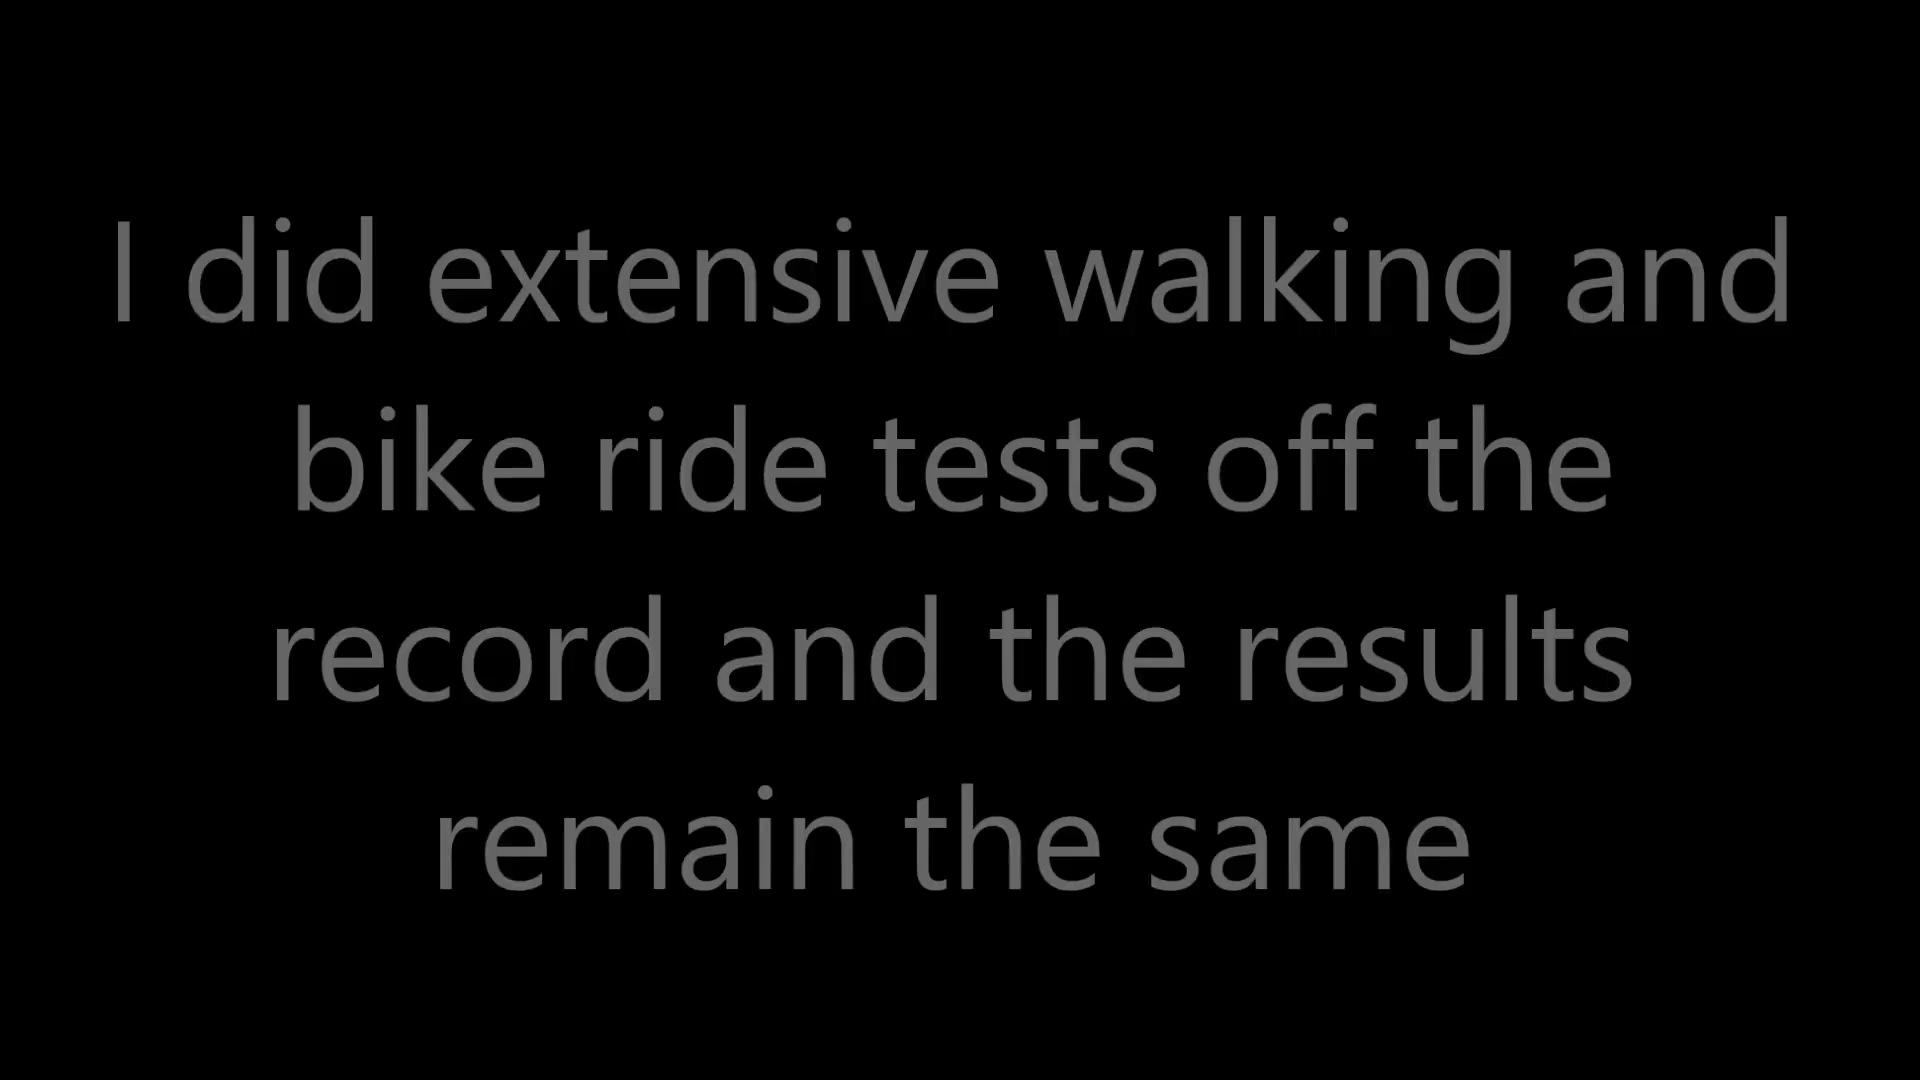 I did extensive walking and
bike ride tests off the
record and the results
remain the same